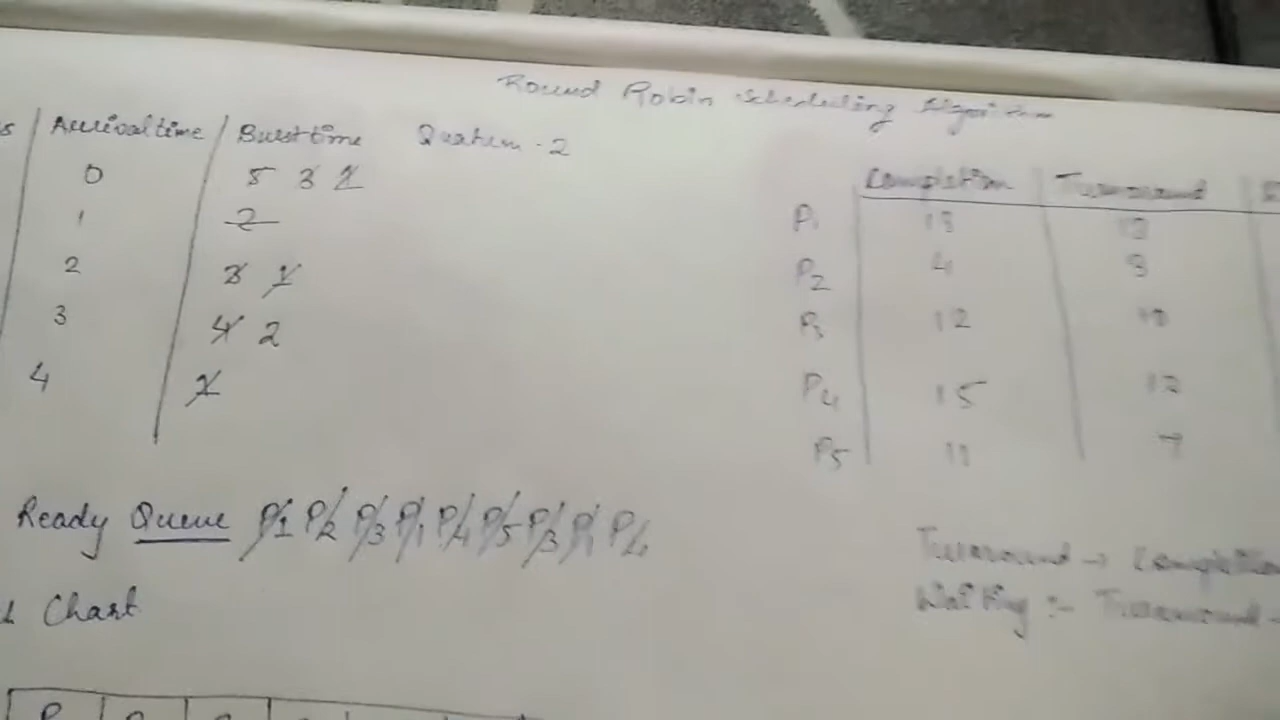 Round Robin Scheduling Algorithm
s Arrival time Burst time Quatum - 2
0 5 3 1
1 2
2 3 1
3 4 2
4 1
Completion Turnaround
P1 13 13
P2 4 3
P3 12 10
P4 15 12
P5 11 7
Ready Queue P1 P2 P3 P1 P4 P5 P3 P1 P4
Turnaround → Completion
Waiting :- Turnaround -
Chart
P